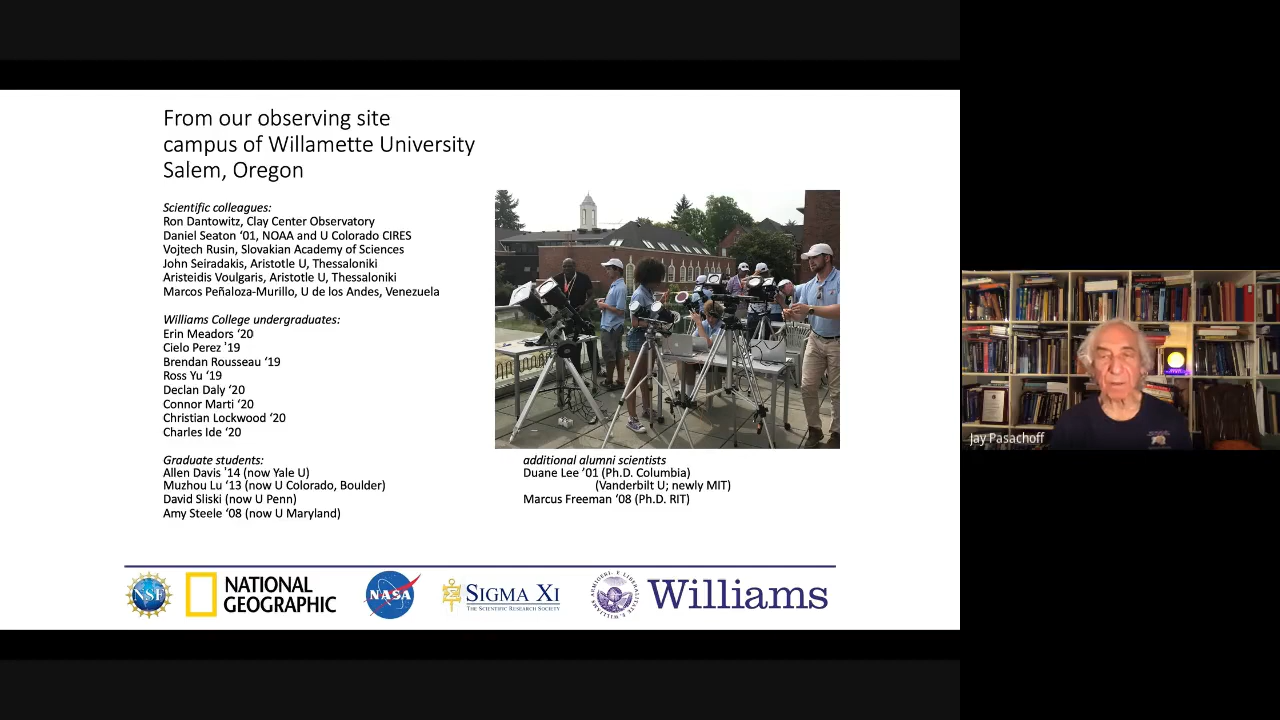 From our observing site
campus of Willamette University
Salem, Oregon
Scientific colleagues:
Ron Dantowitz, Clay Center Observatory
Daniel Seaton ‘01, NOAA and U Colorado CIRES
Vojtech Rusin, Slovakian Academy of Sciences
John Seiradakis, Aristotle U, Thessaloniki
Aristeidis Voulgaris, Aristotle U, Thessaloniki
Marcos Peñaloza-Murillo, U de los Andes, Venezuela
Williams College undergraduates:
Erin Meadors ‘20
Cielo Perez '19
Brendan Rousseau ‘19
Ross Yu ‘19
Declan Daly ‘20
Connor Marti ‘20
Christian Lockwood ‘20
Charles Ide ‘20
Graduate students:
Allen Davis '14 (now Yale U)
Muzhou Lu ‘13 (now U Colorado, Boulder)
David Sliski (now U Penn)
Amy Steele ‘08 (now U Maryland)
additional alumni scientists
Duane Lee ’01 (Ph.D. Columbia)
(Vanderbilt U; newly MIT)
Marcus Freeman ‘08 (Ph.D. RIT)
NSF
NATIONAL
GEOGRAPHIC
NASA
SIGMA XI
THE SCIENTIFIC RESEARCH SOCIETY
Williams
Jay Pasachoff